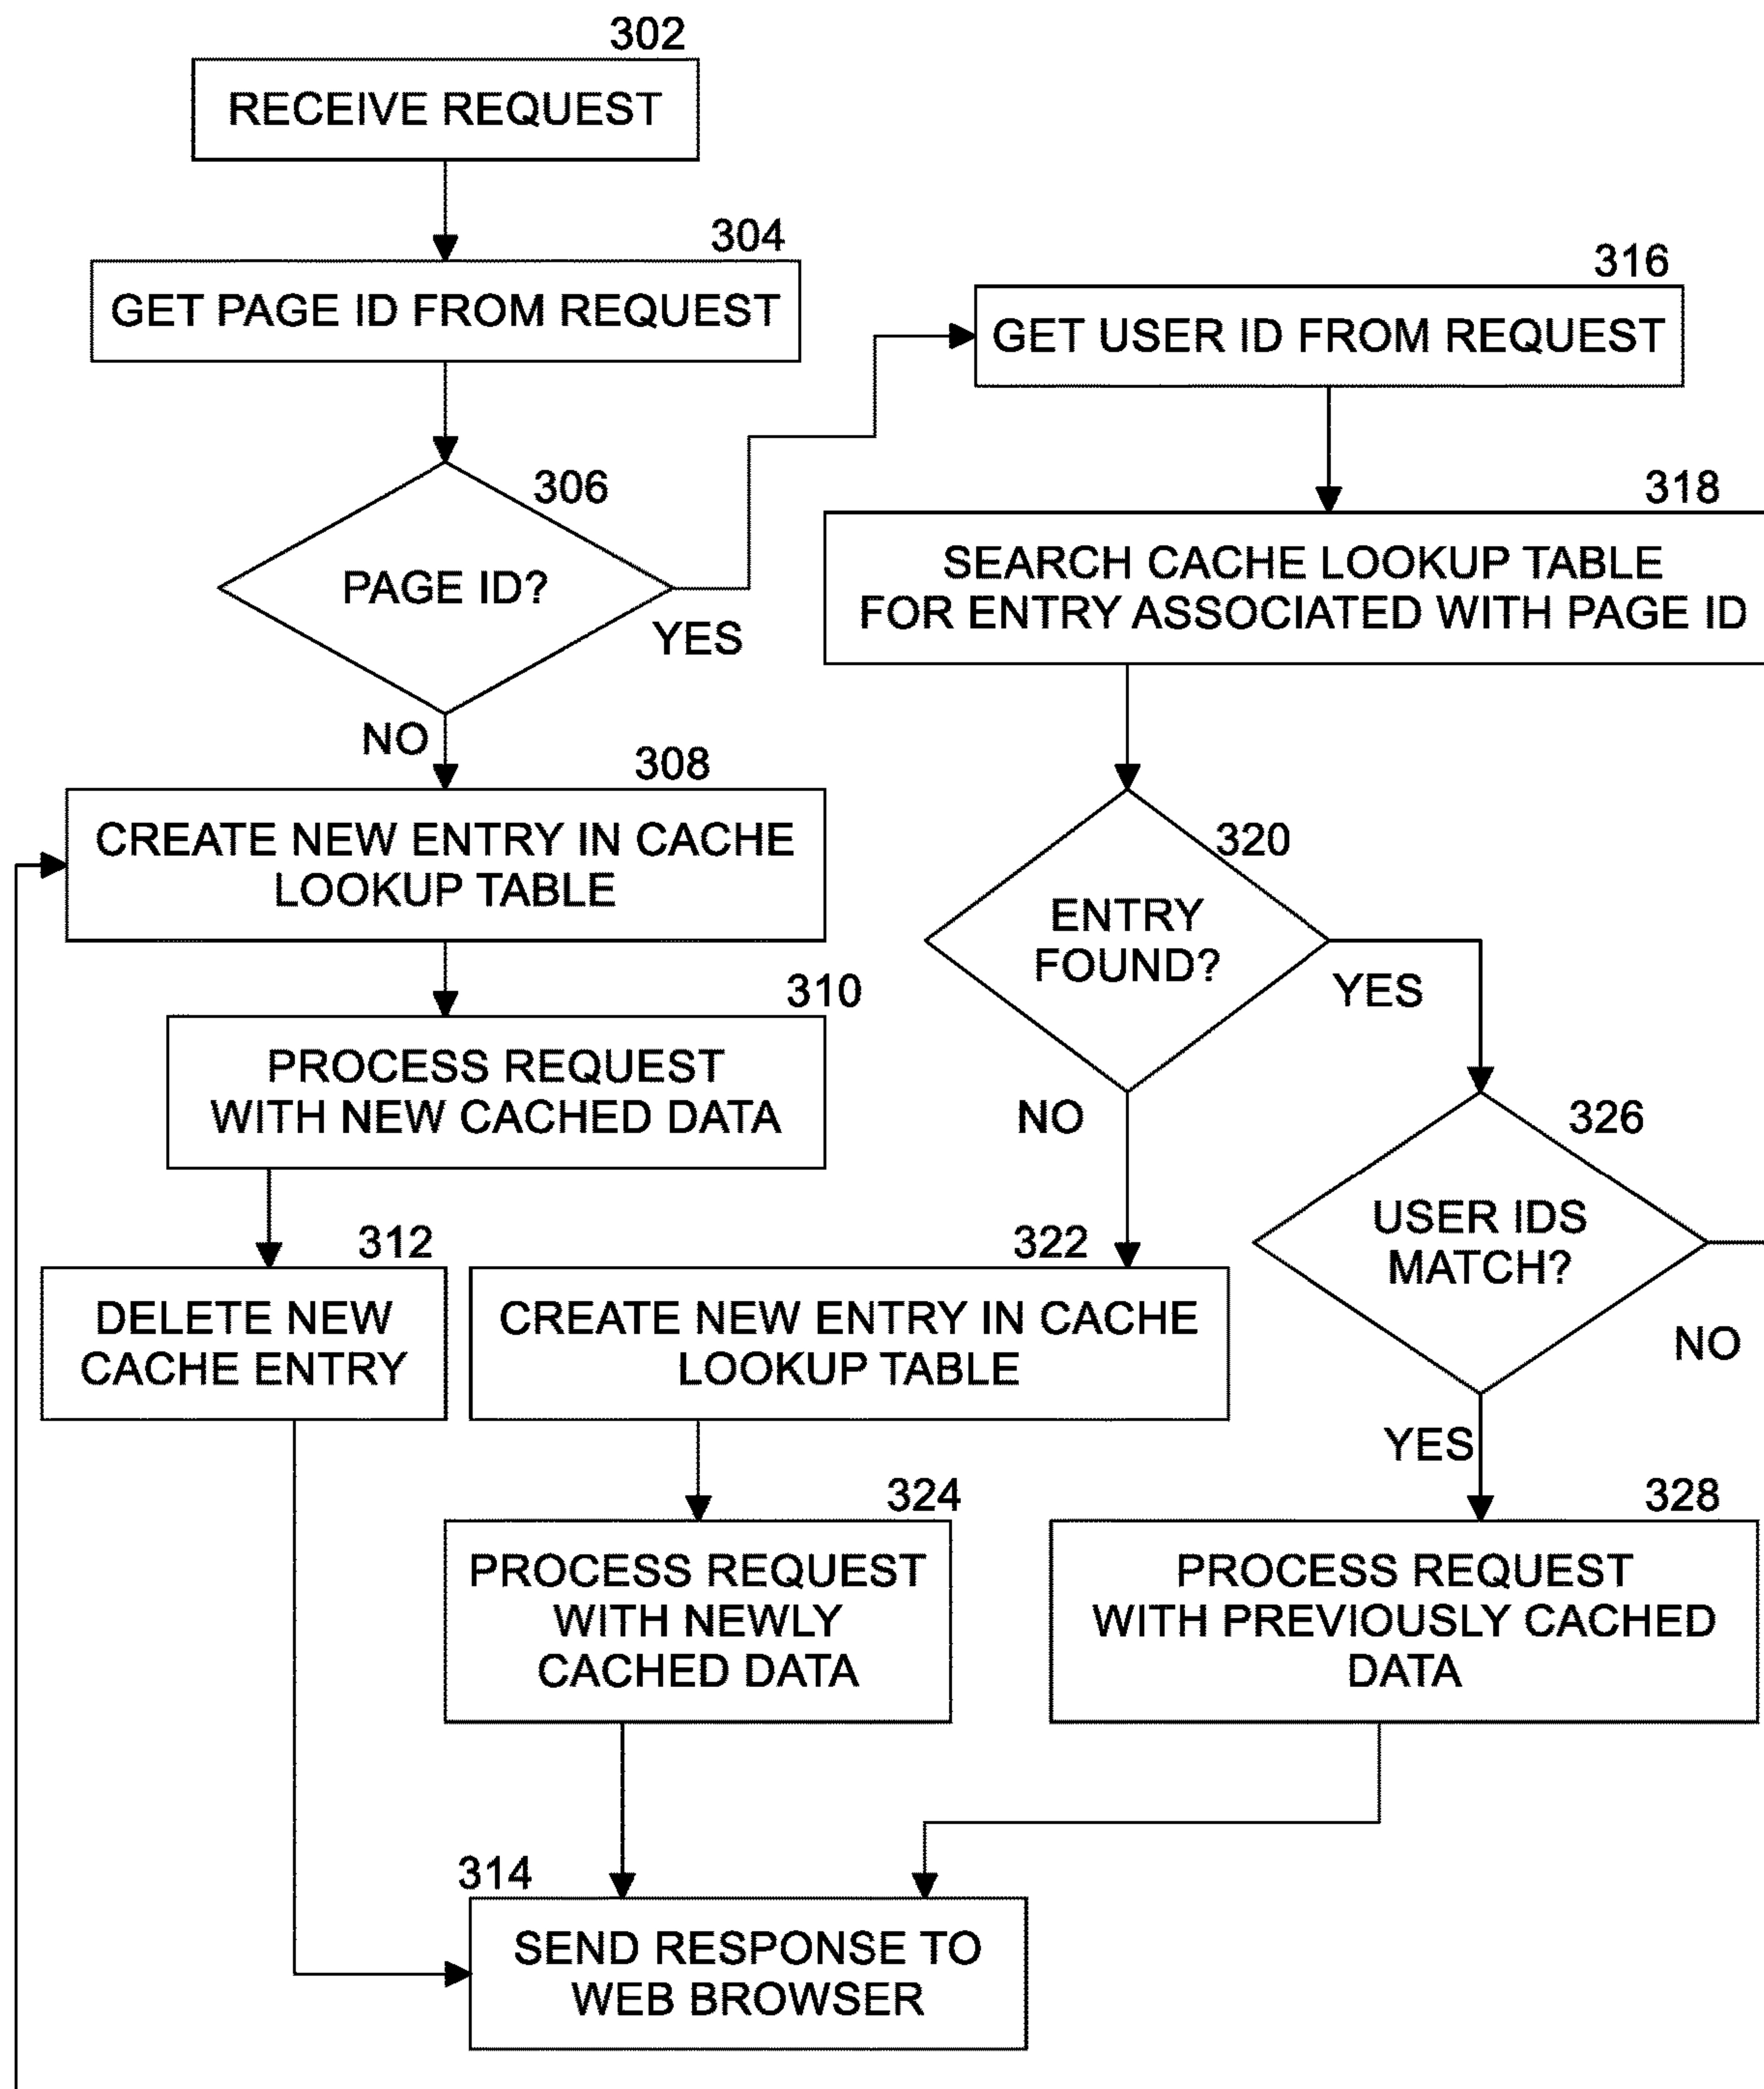 302
RECEIVE REQUEST
304
GET PAGE ID FROM REQUEST
306
PAGE ID?
YES
NO
308
CREATE NEW ENTRY IN CACHE
LOOKUP TABLE
310
PROCESS REQUEST
WITH NEW CACHED DATA
312
DELETE NEW
CACHE ENTRY
316
GET USER ID FROM REQUEST
318
SEARCH CACHE LOOKUP TABLE
FOR ENTRY ASSOCIATED WITH PAGE ID
320
ENTRY
FOUND?
YES
NO
322
CREATE NEW ENTRY IN CACHE
LOOKUP TABLE
324
PROCESS REQUEST
WITH NEWLY
CACHED DATA
326
USER IDS
MATCH?
NO
YES
328
PROCESS REQUEST
WITH PREVIOUSLY CACHED
DATA
314
SEND RESPONSE TO
WEB BROWSER